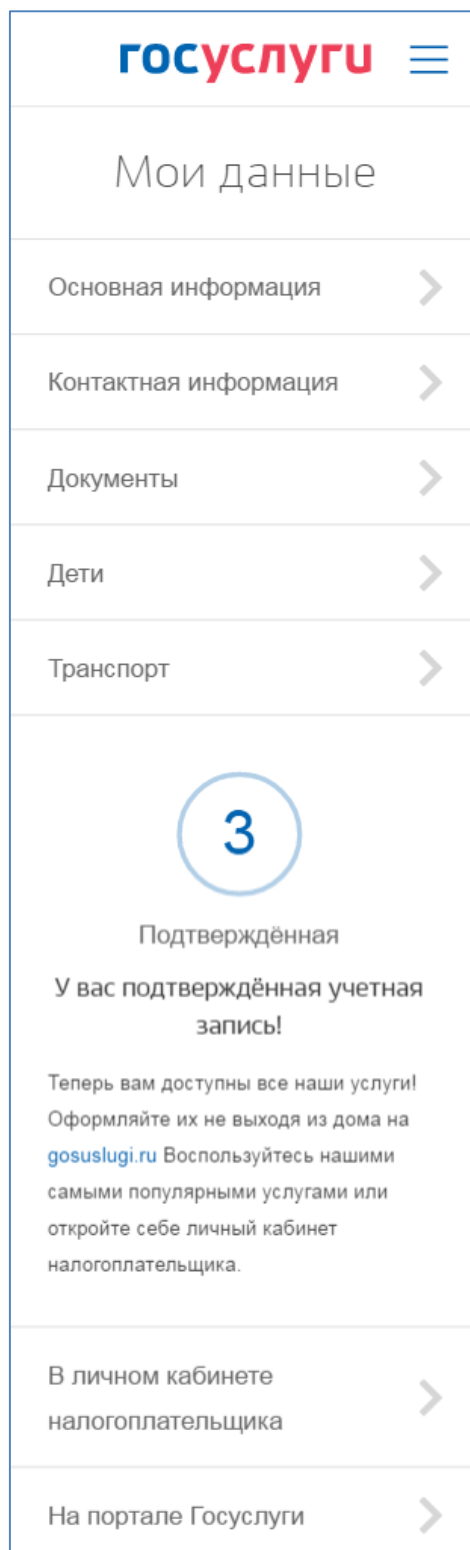 госуслуги
Мои данные
Основная информация
Контактная информация
Документы
Дети
Транспорт
3
Подтверждённая
У вас подтверждённая учетная
запись!
Теперь вам доступны все наши услуги!
Оформляйте их не выходя из дома на
gosuslugi.ru Воспользуйтесь нашими
самыми популярными услугами или
откройте себе личный кабинет
налогоплательщика.
В личном кабинете
налогоплательщика
На портале Госуслуги